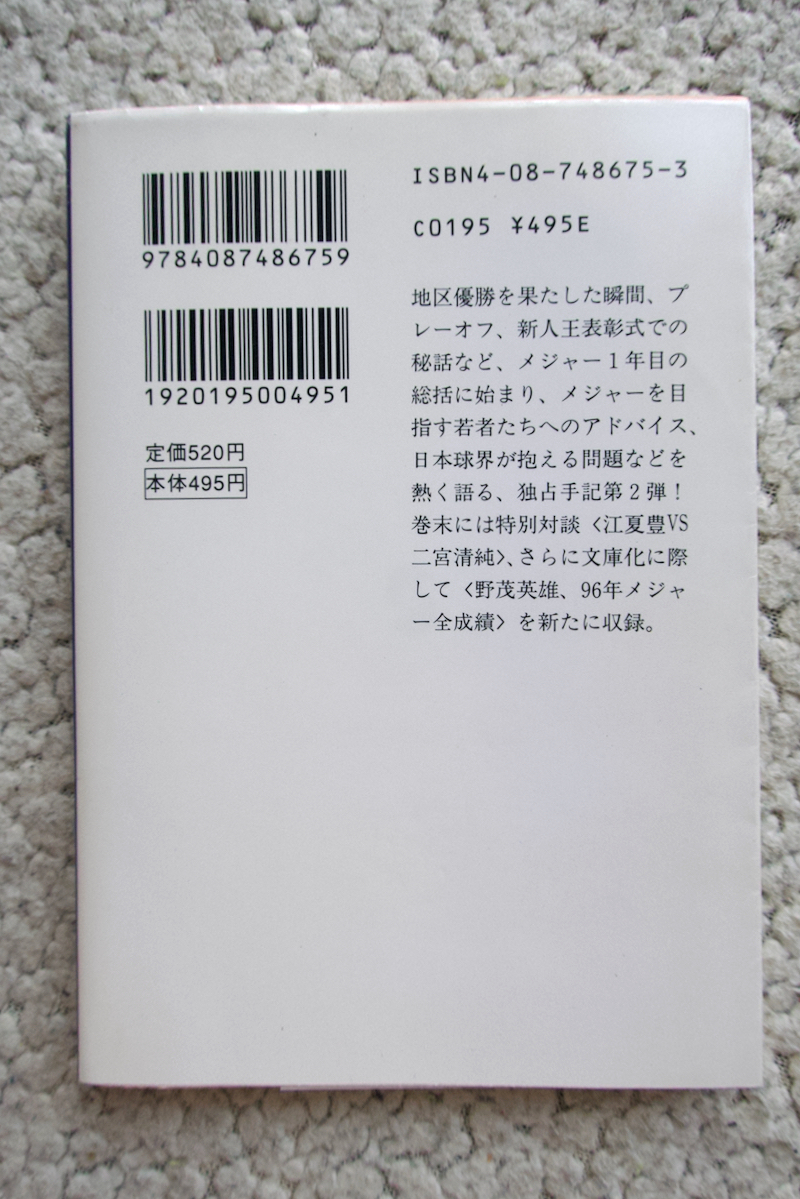 9784087486759
1920195004951
定価520円
本体495円
ISBN4-08-748675-3
C0195 ¥495E
地区優勝を果たした瞬間、プ
レーオフ、新人王表彰式での
秘話など、メジャー1年目の
総括に始まり、メジャーを目
指す若者たちへのアドバイス、
日本球界が抱える問題などを
熱く語る、独占手記第2弾！
巻末には特別対談〈江夏豊VS
二宮清純〉、さらに文庫化に際
して〈野茂英雄、96年メジャ
ー全成績〉を新たに収録。